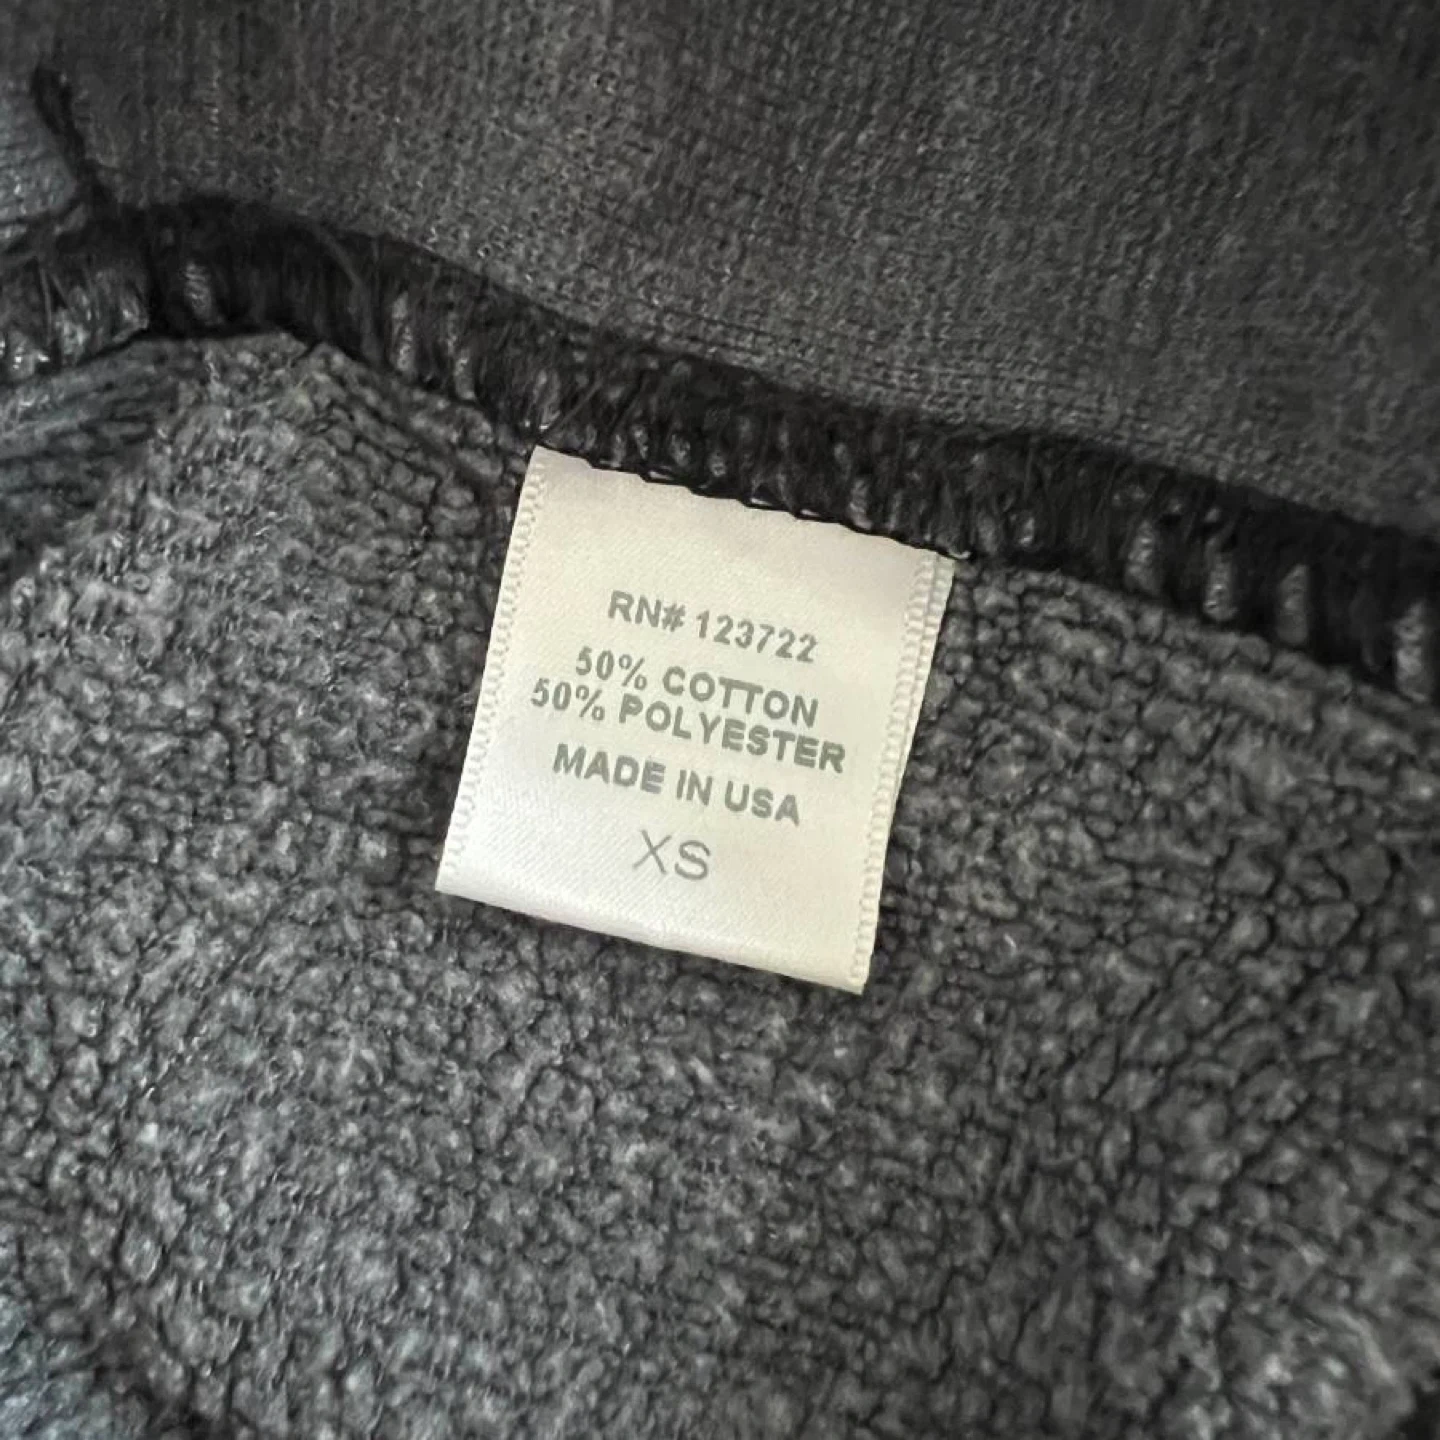 RN# 123722
50% COTTON
50% POLYESTER
MADE IN USA
XS